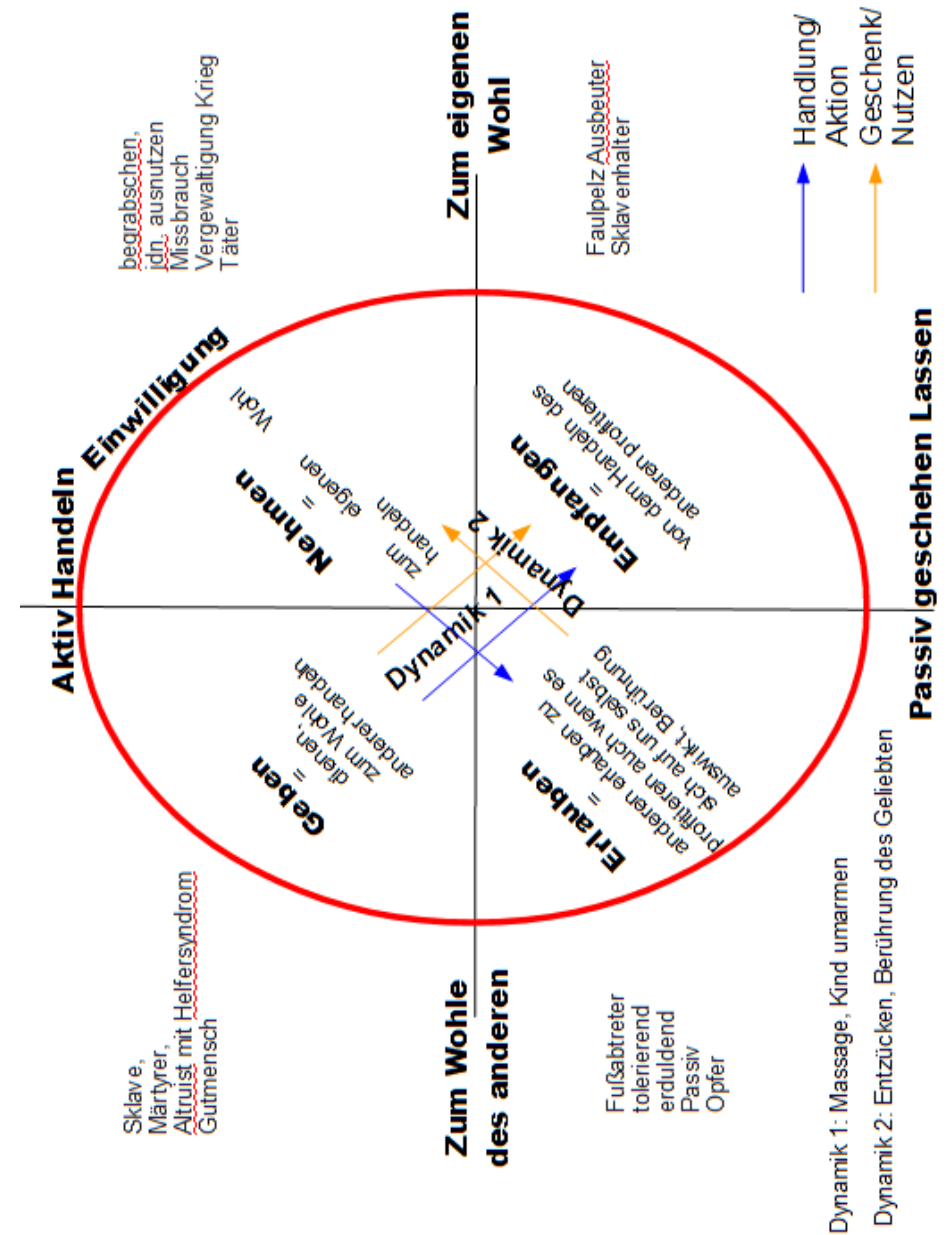 Aktiv Handeln
Einwilligung
Sklave,
Märtyrer,
Altruist mit Helfersyndrom
Gutmensch
begrabschen,
jdn. ausnutzen
Missbrauch
Vergewaltigung Krieg
Täter
Geben
=
dienen,
zum Wohle
anderer handeln
Nehmen
=
zum eigenen Wohl
handeln
Zum Wohle
des anderen
Dynamik 1
Dynamik 2
Zum eigenen
Wohl
Erlauben
=
anderen erlauben zu
profitieren auch wenn es
sich auf uns selbst
auswirkt, Berührung
Empfangen
=
von dem Handeln des
anderen profitieren
Fußabtreter
tolerierend
erduldend
Passiv
Opfer
Faulpelz Ausbeuter
Sklavenhalter
Handlung/
Aktion
Geschenk/
Nutzen
Dynamik 1: Massage, Kind umarmen
Dynamik 2: Entzücken, Berührung des Geliebten
Passiv geschehen Lassen